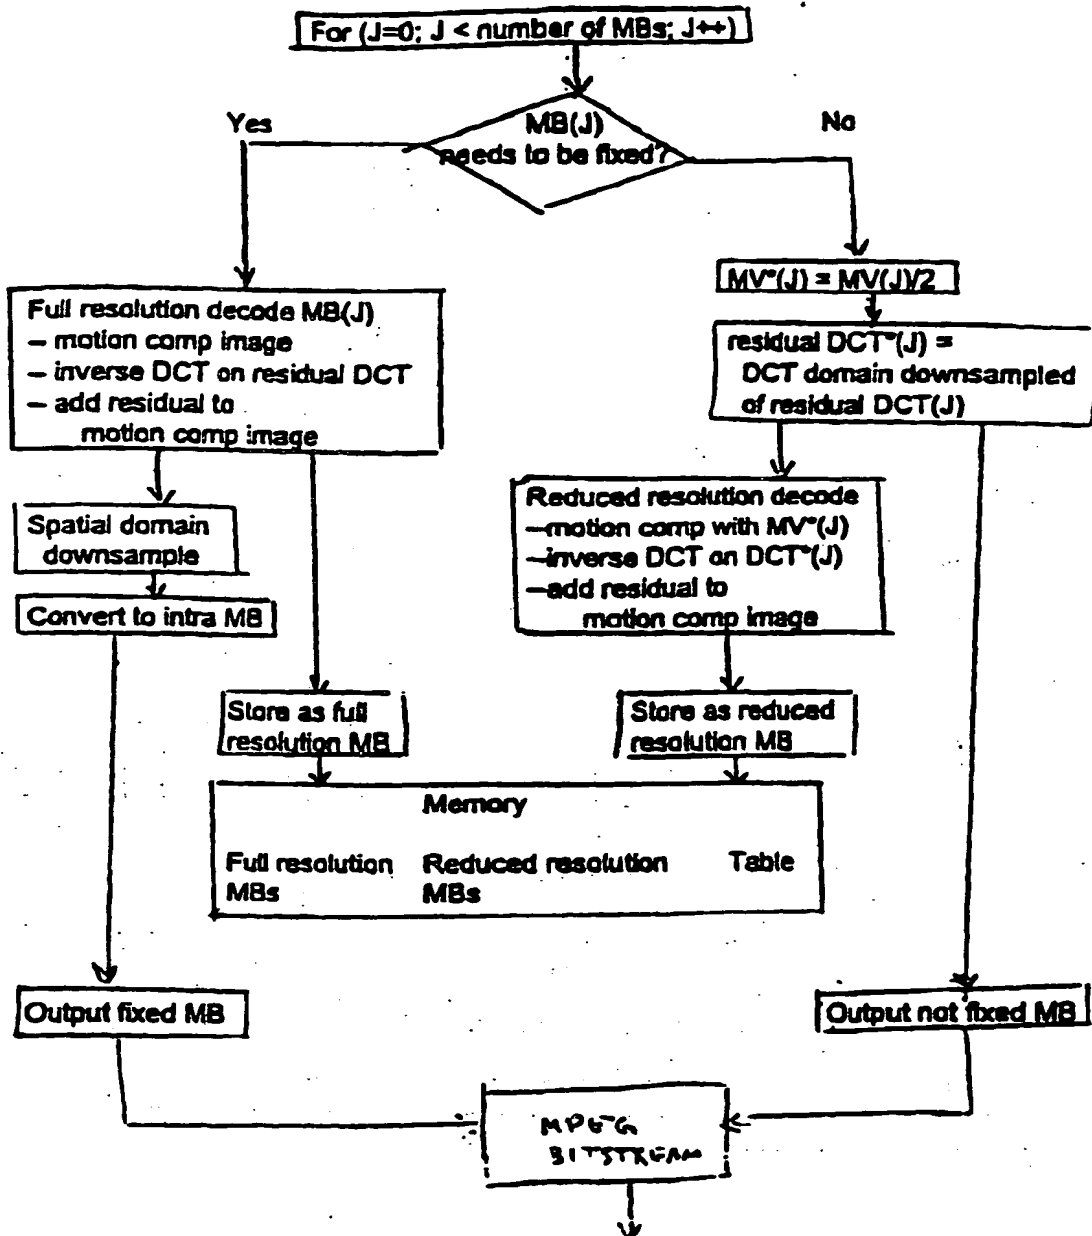 For (J=0; J < number of MBs; J++)
Yes
MB(J)
needs to be fixed?
No
MV*(J) = MV(J)/2
Full resolution decode MB(J)
– motion comp image
– inverse DCT on residual DCT
– add residual to
motion comp image
residual DCT*(J) =
DCT domain downsampled
of residual DCT(J)
Spatial domain
downsample
Convert to intra MB
Reduced resolution decode
–motion comp with MV*(J)
–inverse DCT on DCT*(J)
–add residual to
motion comp image
Store as full
resolution MB
Store as reduced
resolution MB
Memory
Full resolution
MBs
Reduced resolution
MBs
Table
Output fixed MB
Output not fixed MB
MPEG
BITSTREAM